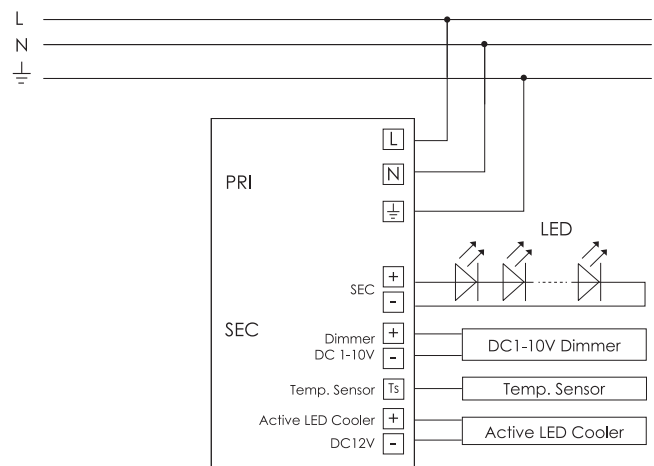 L
N
L
PRI
N
LED
+
SEC
-
SEC
Dimmer +
DC 1-10V -
DC1-10V Dimmer
Temp. Sensor Ts
Temp. Sensor
Active LED Cooler +
DC12V -
Active LED Cooler